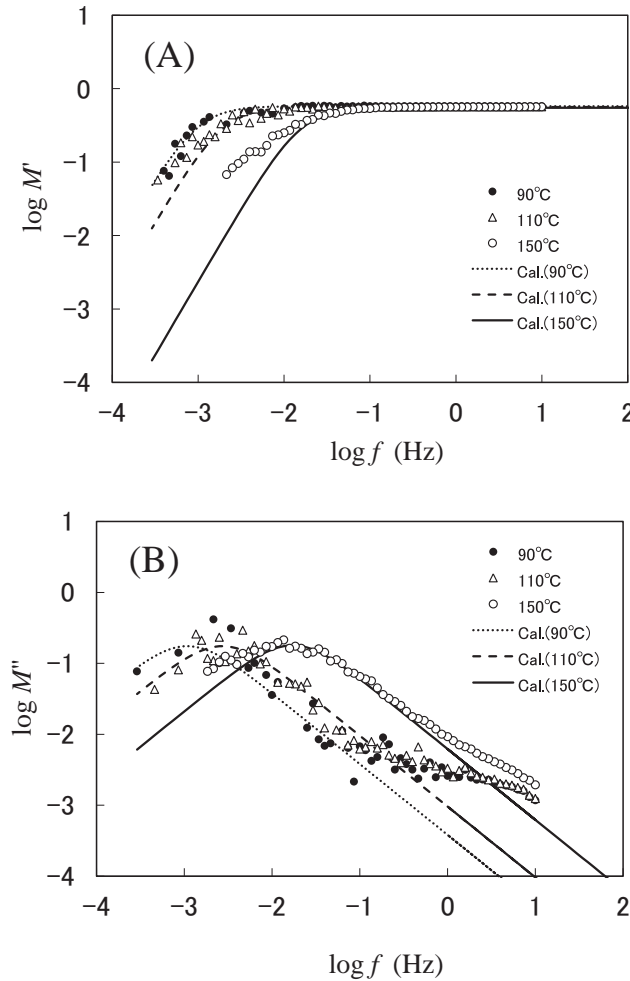 (A)
1
0
−1
−2
−3
−4
log M'
90℃
110℃
150℃
Cal.(90℃)
Cal.(110℃)
Cal.(150℃)
−4 −3 −2 −1 0 1 2
log f (Hz)
(B)
1
0
−1
−2
−3
−4
log M"
90℃
110℃
150℃
Cal.(90℃)
Cal.(110℃)
Cal.(150℃)
−4 −3 −2 −1 0 1 2
log f (Hz)